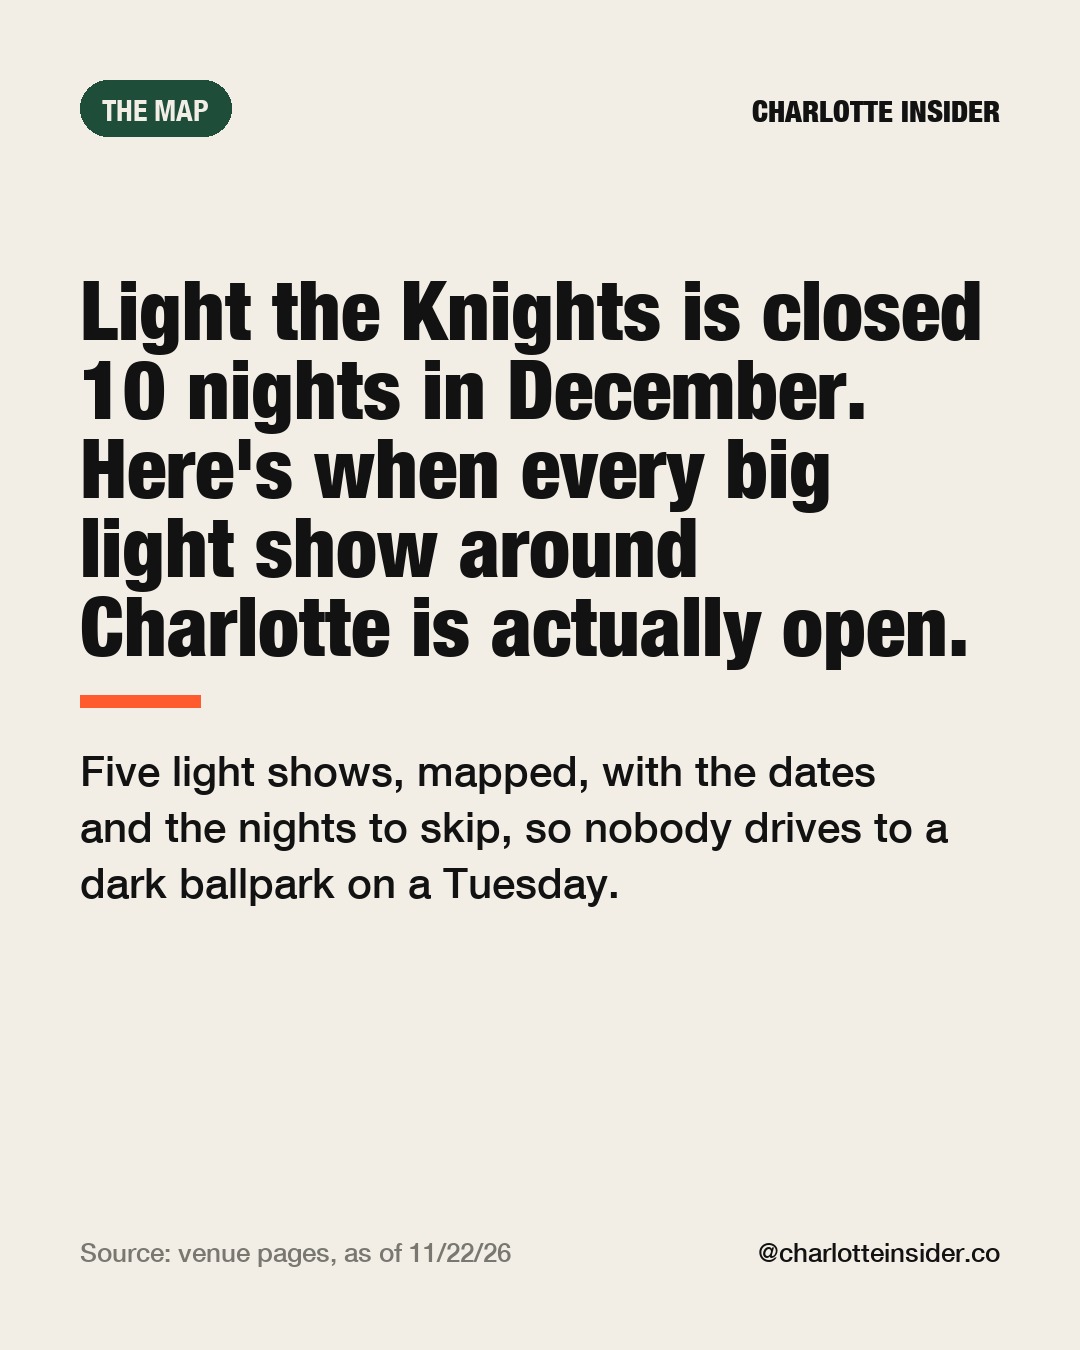 THE MAP
CHARLOTTE INSIDER
Light the Knights is closed
10 nights in December.
Here's when every big
light show around
Charlotte is actually open.
Five light shows, mapped, with the dates
and the nights to skip, so nobody drives to a
dark ballpark on a Tuesday.
Source: venue pages, as of 11/22/26
@charlotteinsider.co